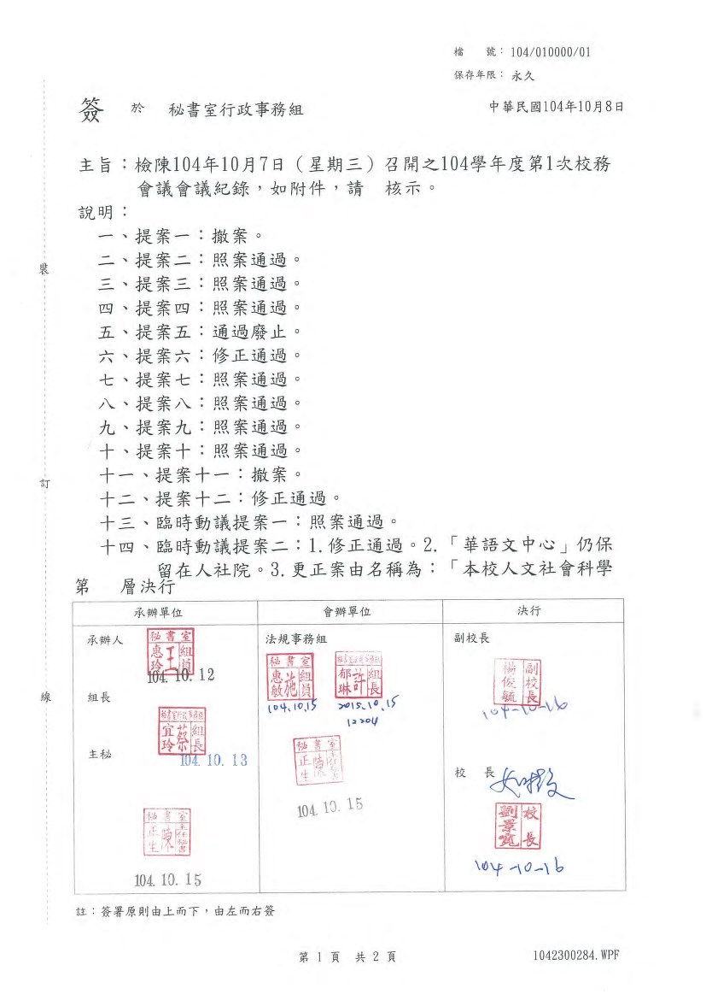 檔 號：104/010000/01
保存年限：永久
簽 於 秘書室行政事務組 中華民國104年10月8日
主旨：檢陳104年10月7日（星期三）召開之104學年度第1次校務
會議會議紀錄，如附件，請 核示。
說明：
一、提案一：撤案。
二、提案二：照案通過。
三、提案三：照案通過。
四、提案四：照案通過。
五、提案五：通過廢止。
六、提案六：修正通過。
七、提案七：照案通過。
八、提案八：照案通過。
九、提案九：照案通過。
十、提案十：照案通過。
十一、提案十一：撤案。
十二、提案十二：修正通過。
十三、臨時動議提案一：照案通過。
十四、臨時動議提案二：1.修正通過。2.「華語文中心」仍保
留在人社院。3.更正案由名稱為：「本校人文社會科學
裝
訂
線
第 層決行
承辦單位 會辦單位 決行
承辦人
秘書室
組員
王惠玲
104.10.12
組長
秘書室行政事務組
組長
蔡宜玲
104.10.13
主秘
秘書室
主任秘書
陳正生
104.10.15
法規事務組
秘書室
組員
施惠敏
104.10.15
組長
許郁琳
2015.10.15
12204
秘書室
主任秘書
陳正生
104.10.15
副校長
副校長
楊俊毓
104-10-16
校 長
如擬
校長
劉景寬
104-10-16
註：簽署原則由上而下，由左而右簽
第 1 頁 共 2 頁
1042300284.WPF